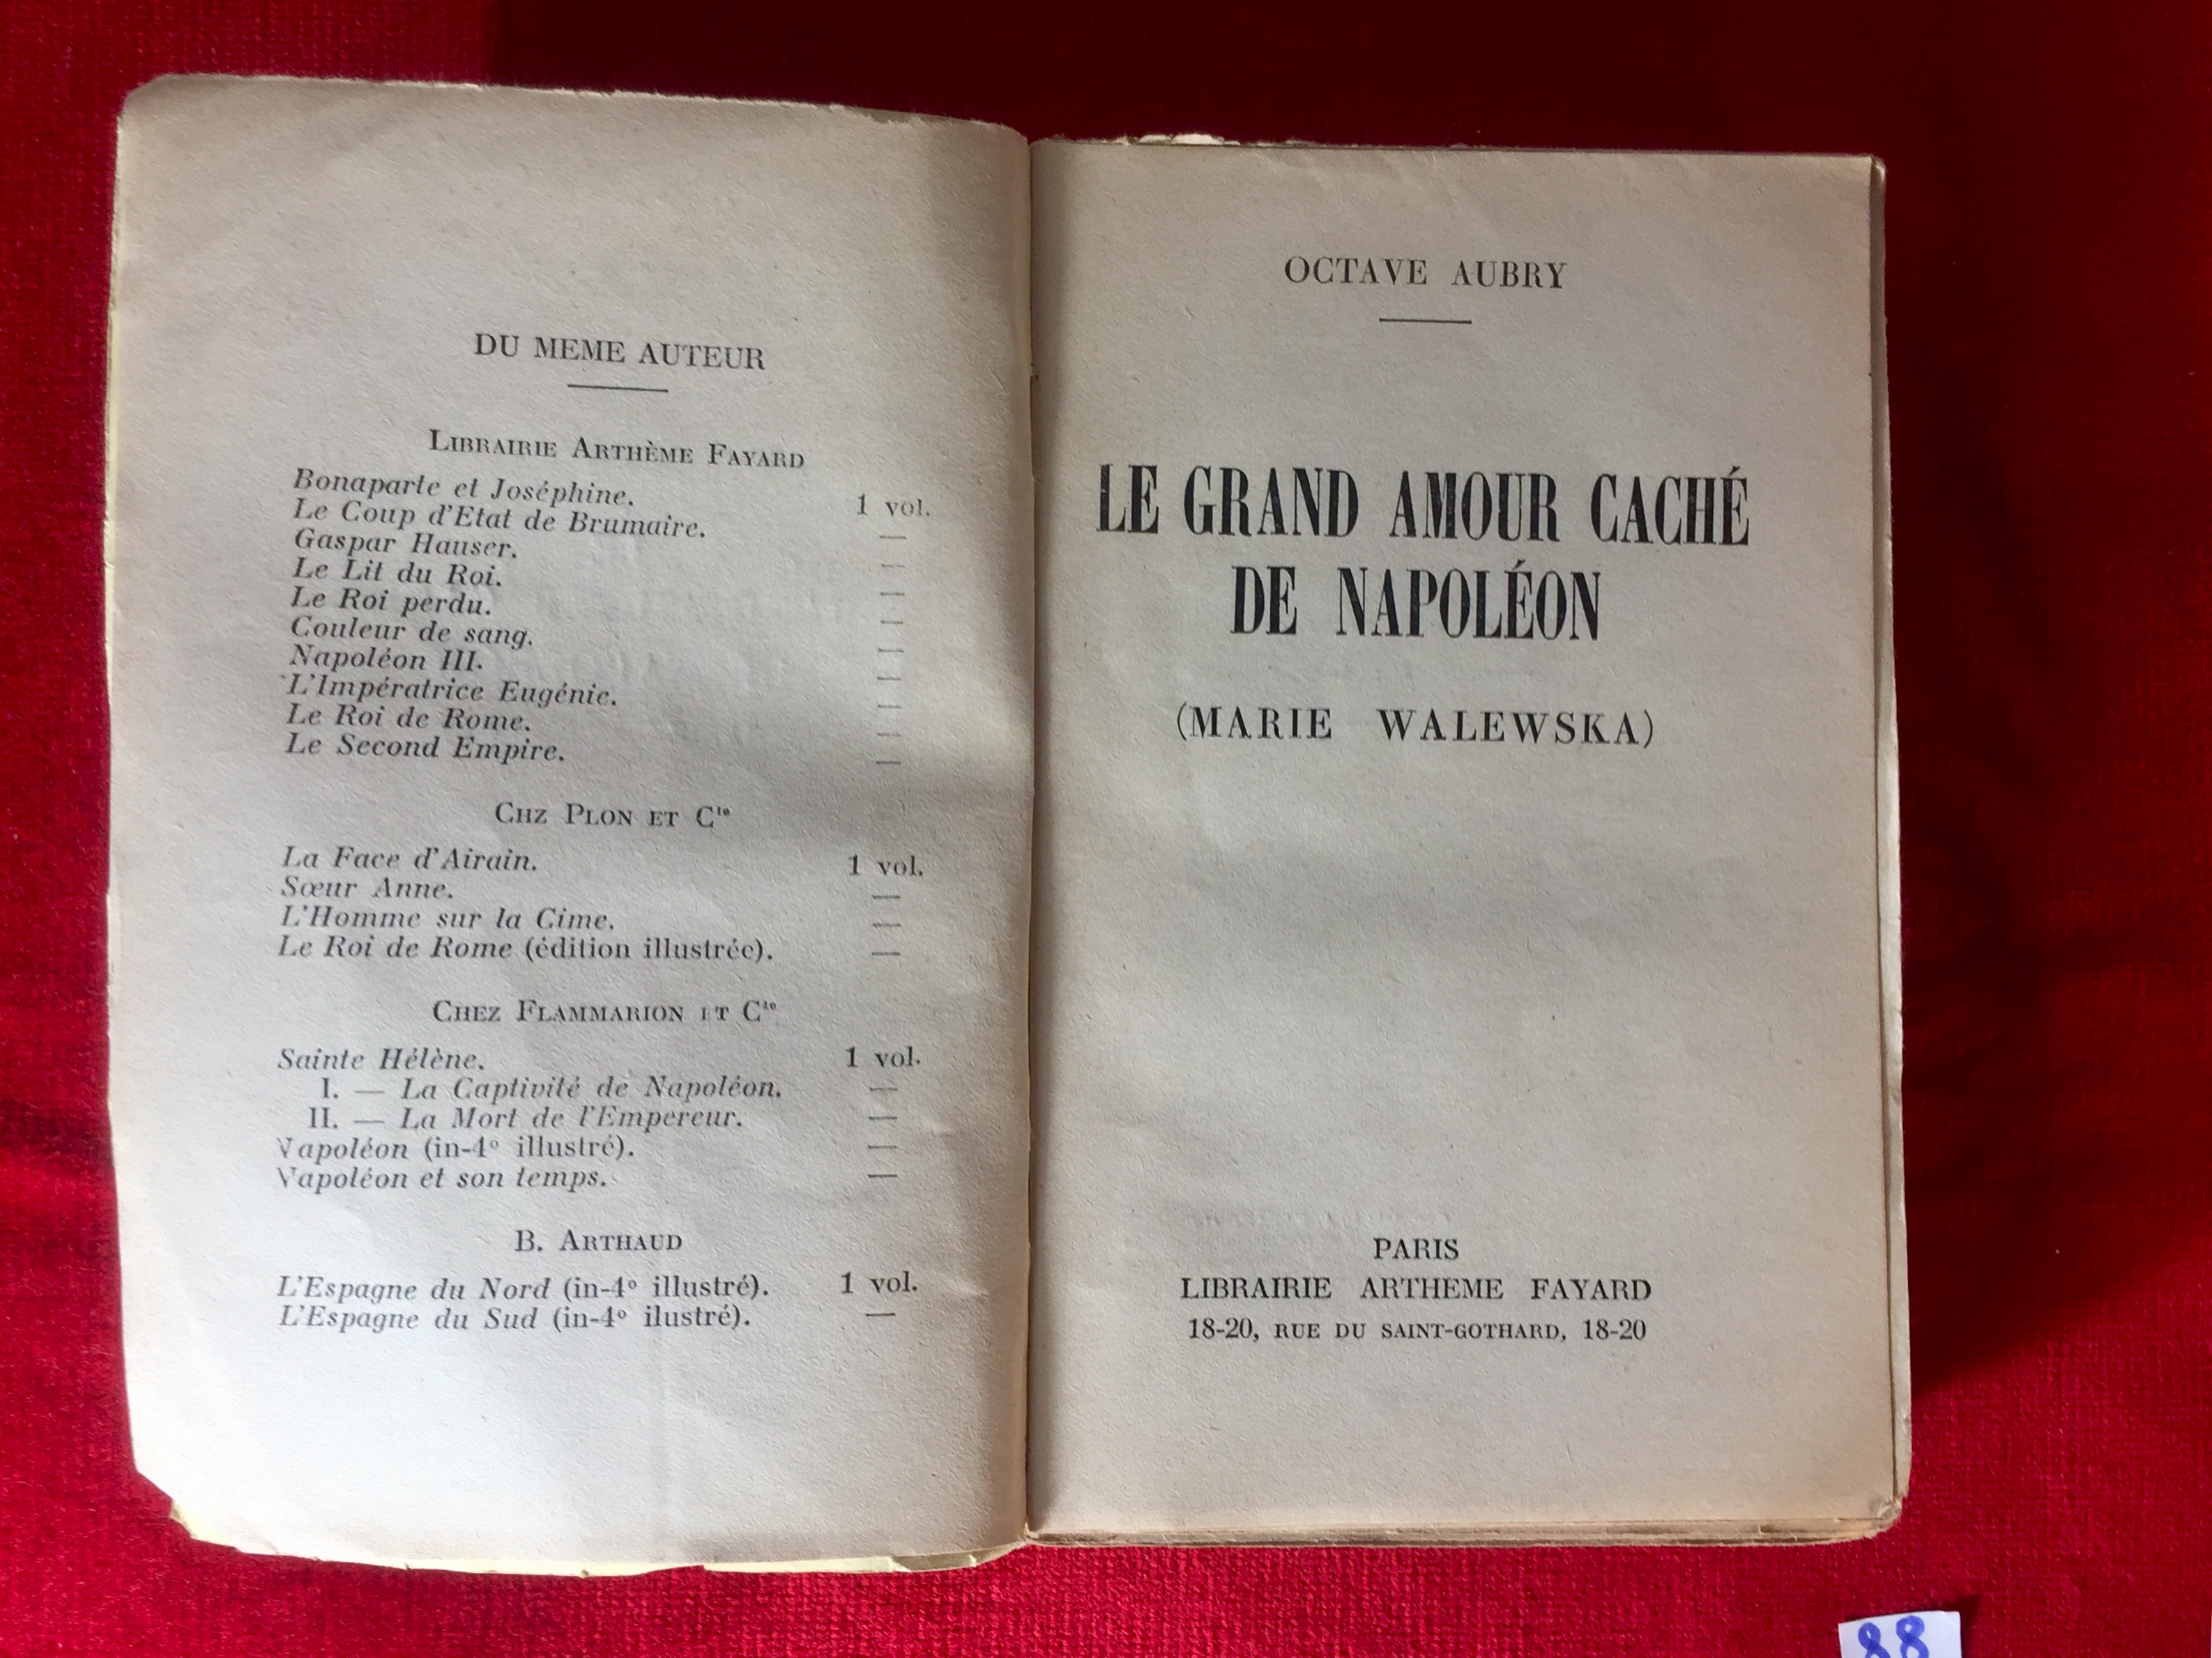 DU MEME AUTEUR
LIBRAIRIE ARTHÈME FAYARD
Bonaparte et Joséphine. 1 vol.
Le Coup d'Etat de Brumaire. —
Gaspar Hauser. —
Le Lit du Roi. —
Le Roi perdu. —
Couleur de sang. —
Napoléon III. —
L'Impératrice Eugénie. —
Le Roi de Rome. —
Le Second Empire. —
CHZ PLON ET Cie
La Face d'Airain. 1 vol.
Sœur Anne. —
L'Homme sur la Cime. —
Le Roi de Rome (édition illustrée). —
CHEZ FLAMMARION ET Cie
Sainte Hélène. 1 vol.
I. — La Captivité de Napoléon. —
II. — La Mort de l'Empereur. —
Napoléon (in-4° illustré). —
Napoléon et son temps. —
B. ARTHAUD
L'Espagne du Nord (in-4° illustré). 1 vol.
L'Espagne du Sud (in-4° ilustré). —
OCTAVE AUBRY
LE GRAND AMOUR CACHÉ
DE NAPOLÉON
(MARIE WALEWSKA)
PARIS
LIBRAIRIE ARTHEME FAYARD
18-20, RUE DU SAINT-GOTHARD, 18-20
88